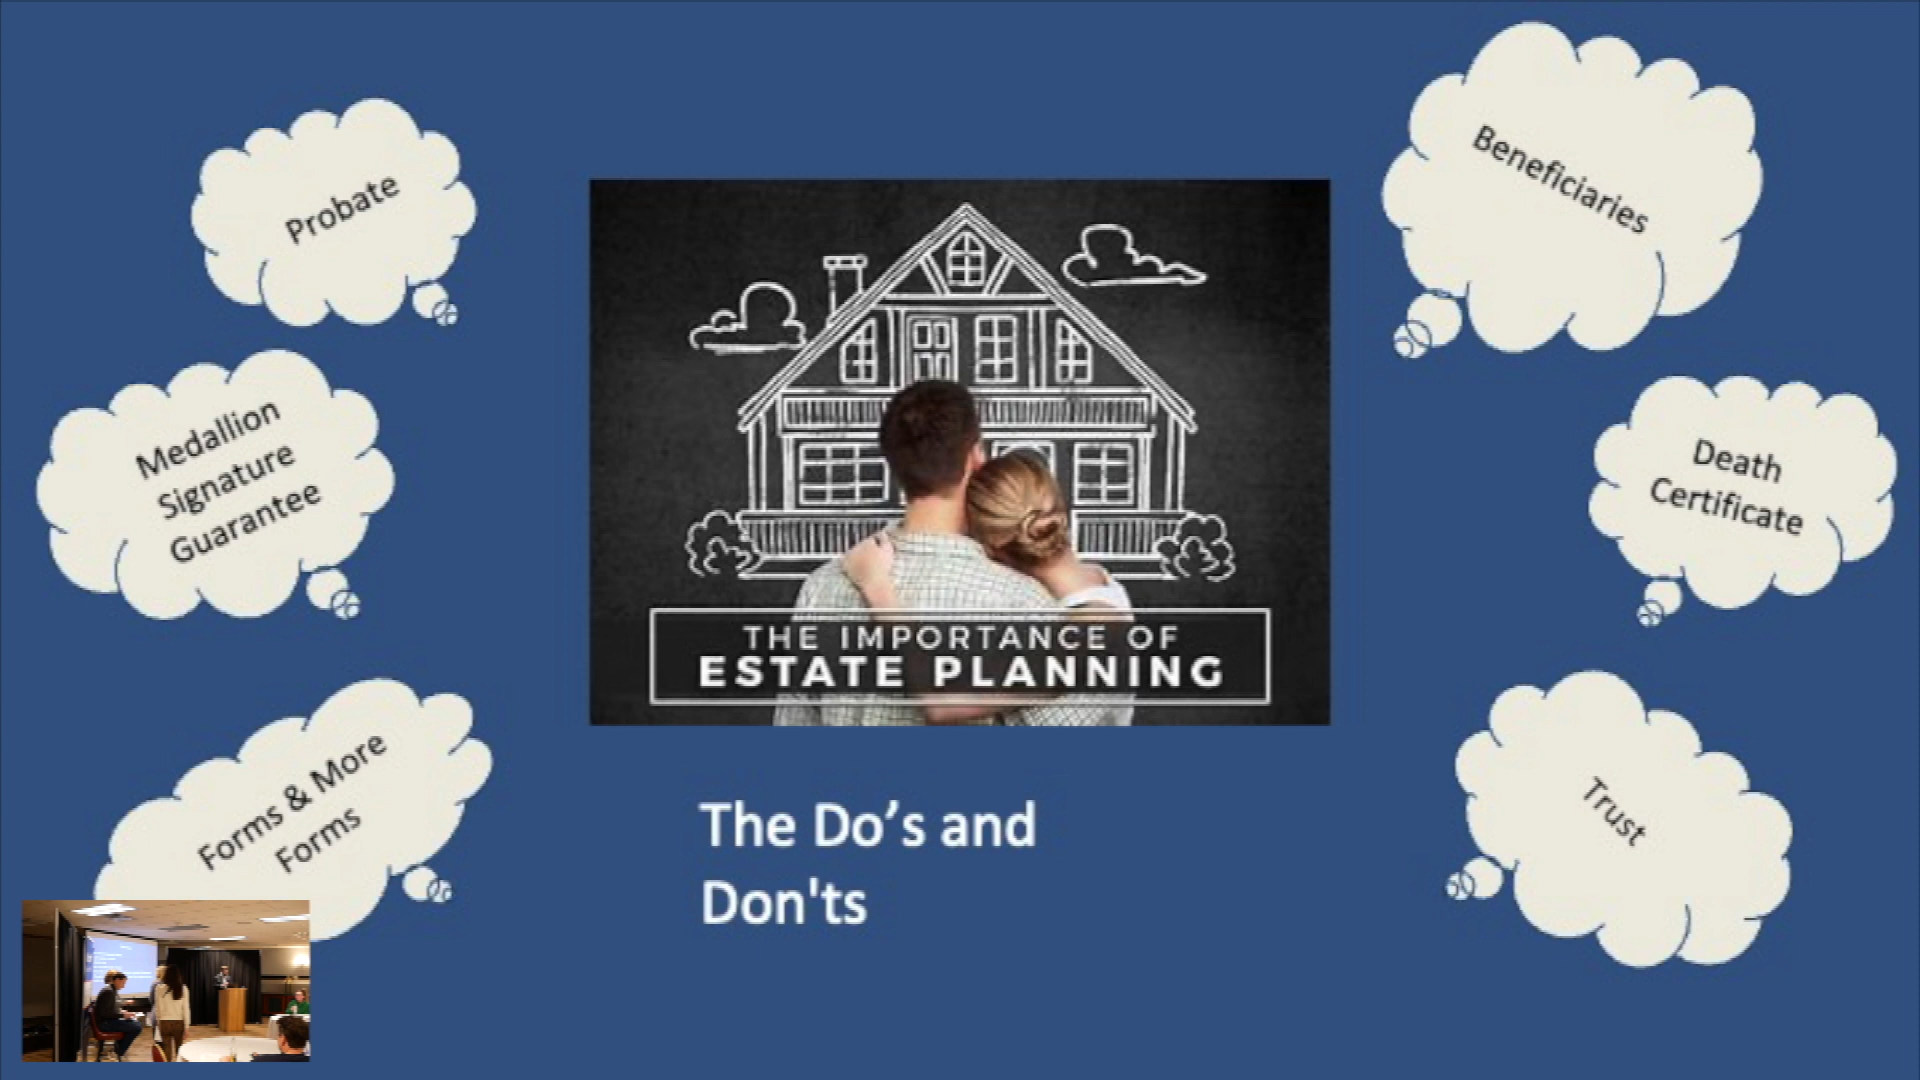 Probate
Beneficiaries
Medallion
Signature
Guarantee
Death
Certificate
THE IMPORTANCE OF
ESTATE PLANNING
Forms & More
Forms
Trust
The Do’s and
Don'ts